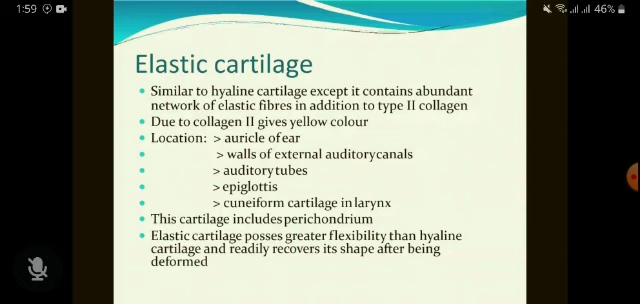 1:59
46%
Elastic cartilage
Similar to hyaline cartilage except it contains abundant
network of elastic fibres in addition to type II collagen
Due to collagen II gives yellow colour
Location: > auricle of ear
> walls of external auditory canals
> auditory tubes
> epiglottis
> cuneiform cartilage in larynx
This cartilage includes perichondrium
Elastic cartilage posses greater flexibility than hyaline
cartilage and readily recovers its shape after being
deformed